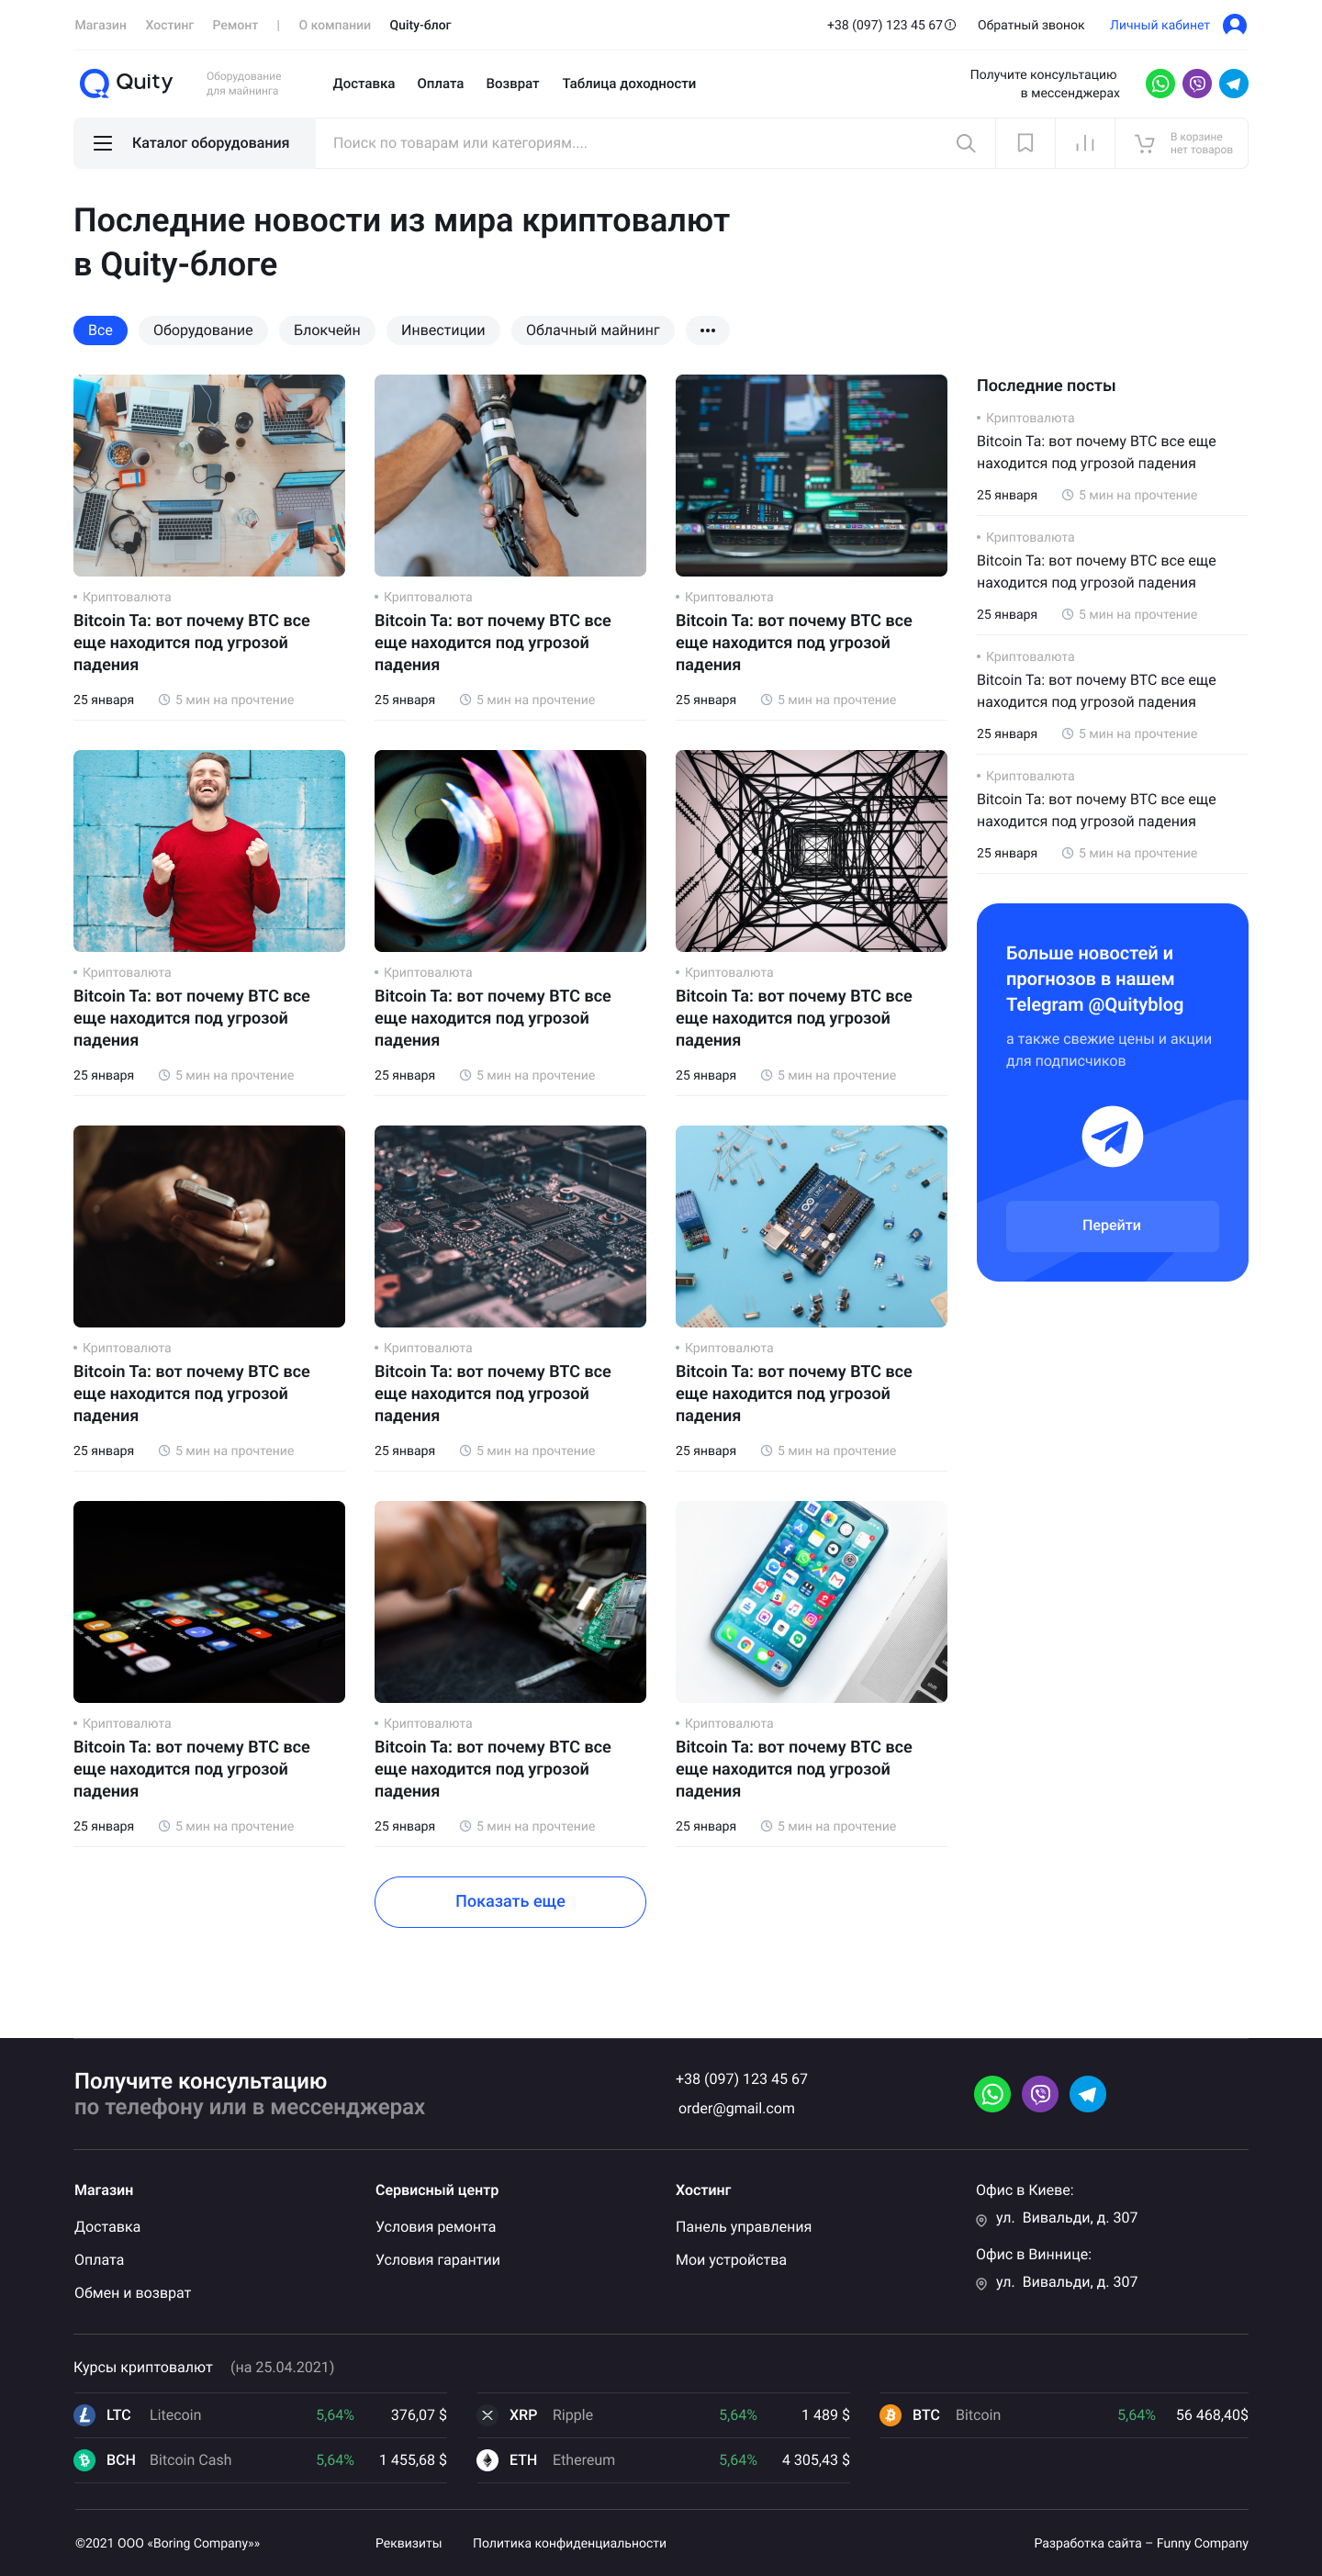 Магазин Хостинг Ремонт | О компании Quity-блог +38 (097) 123 45 67 Обратный звонок Личный кабинет
Quity
Оборудование
для майнинга
Доставка Оплата Возврат Таблица доходности
Получите консультацию
в мессенджерах
Каталог оборудования
Поиск по товарам или категориям....
В корзине
нет товаров
Последние новости из мира криптовалют
в Quity-блоге
Все Оборудование Блокчейн Инвестиции Облачный майнинг •••
Криптовалюта
Bitcoin Ta: вот почему BTC все
еще находится под угрозой
падения
25 января 5 мин на прочтение
Криптовалюта
Bitcoin Ta: вот почему BTC все
еще находится под угрозой
падения
25 января 5 мин на прочтение
Криптовалюта
Bitcoin Ta: вот почему BTC все
еще находится под угрозой
падения
25 января 5 мин на прочтение
Криптовалюта
Bitcoin Ta: вот почему BTC все
еще находится под угрозой
падения
25 января 5 мин на прочтение
Криптовалюта
Bitcoin Ta: вот почему BTC все
еще находится под угрозой
падения
25 января 5 мин на прочтение
Криптовалюта
Bitcoin Ta: вот почему BTC все
еще находится под угрозой
падения
25 января 5 мин на прочтение
Криптовалюта
Bitcoin Ta: вот почему BTC все
еще находится под угрозой
падения
25 января 5 мин на прочтение
Криптовалюта
Bitcoin Ta: вот почему BTC все
еще находится под угрозой
падения
25 января 5 мин на прочтение
Криптовалюта
Bitcoin Ta: вот почему BTC все
еще находится под угрозой
падения
25 января 5 мин на прочтение
Криптовалюта
Bitcoin Ta: вот почему BTC все
еще находится под угрозой
падения
25 января 5 мин на прочтение
Криптовалюта
Bitcoin Ta: вот почему BTC все
еще находится под угрозой
падения
25 января 5 мин на прочтение
Криптовалюта
Bitcoin Ta: вот почему BTC все
еще находится под угрозой
падения
25 января 5 мин на прочтение
Показать еще
Последние посты
Криптовалюта
Bitcoin Ta: вот почему BTC все еще
находится под угрозой падения
25 января 5 мин на прочтение
Криптовалюта
Bitcoin Ta: вот почему BTC все еще
находится под угрозой падения
25 января 5 мин на прочтение
Криптовалюта
Bitcoin Ta: вот почему BTC все еще
находится под угрозой падения
25 января 5 мин на прочтение
Криптовалюта
Bitcoin Ta: вот почему BTC все еще
находится под угрозой падения
25 января 5 мин на прочтение
Больше новостей и
прогнозов в нашем
Telegram @Quityblog
а также свежие цены и акции
для подписчиков
Перейти
Получите консультацию
по телефону или в мессенджерах
+38 (097) 123 45 67
order@gmail.com
Магазин
Доставка
Оплата
Обмен и возврат
Сервисный центр
Условия ремонта
Условия гарантии
Хостинг
Панель управления
Мои устройства
Офис в Киеве:
ул. Вивальди, д. 307
Офис в Виннице:
ул. Вивальди, д. 307
Курсы криптовалют (на 25.04.2021)
LTC Litecoin 5,64% 376,07 $
XRP Ripple 5,64% 1 489 $
BTC Bitcoin 5,64% 56 468,40$
BCH Bitcoin Cash 5,64% 1 455,68 $
ETH Ethereum 5,64% 4 305,43 $
©2021 ООО «Boring Company»» Реквизиты Политика конфиденциальности Разработка сайта – Funny Company